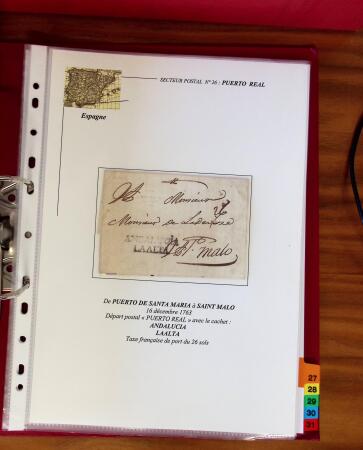 SECTEUR POSTAL N°26 : PUERTO REAL
Espagne
Monsieur
Monsieur de
St. malo
ANDALUCIA
LAALTA
De PUERTO DE SANTA MARIA à SAINT MALO
16 décembre 1763
Départ postal « PUERTO REAL » avec le cachet :
ANDALUCIA
LAALTA
Taxe française de port du 26 sols
27
28
29
30
31